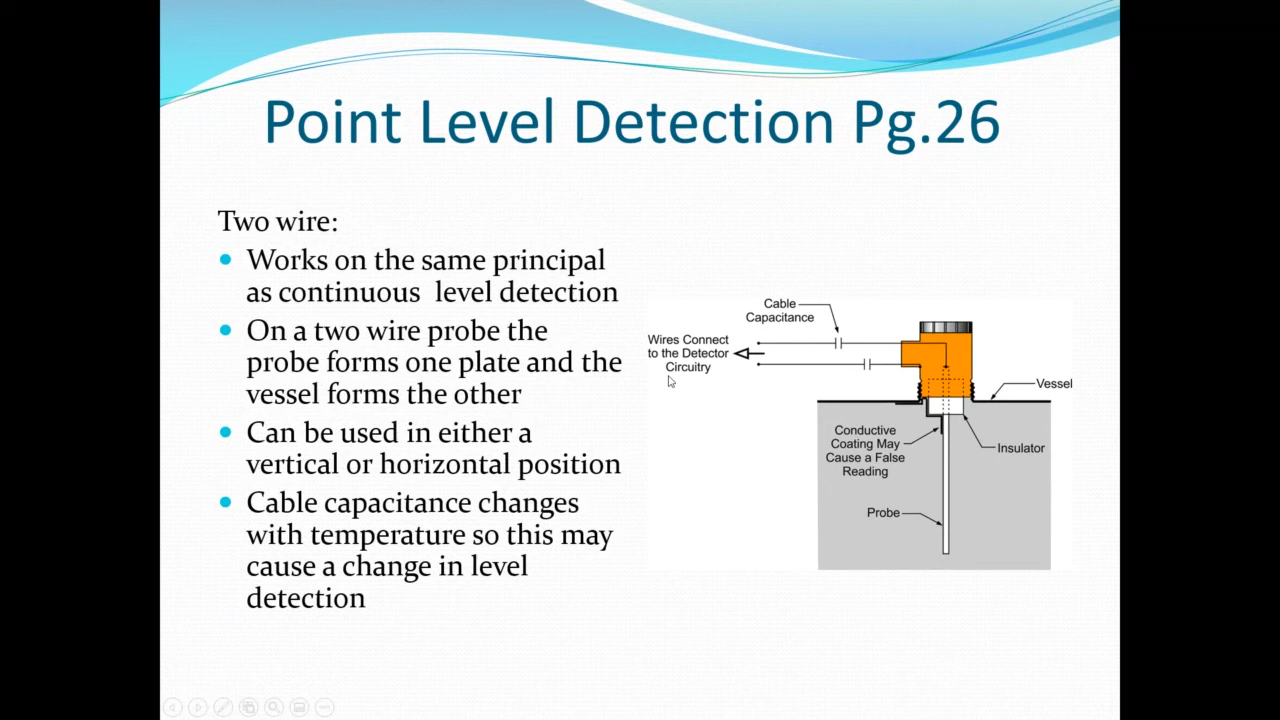 Point Level Detection Pg.26
Two wire:
Works on the same principal
as continuous level detection
On a two wire probe the
probe forms one plate and the
vessel forms the other
Can be used in either a
vertical or horizontal position
Cable capacitance changes
with temperature so this may
cause a change in level
detection
Cable
Capacitance
Wires Connect
to the Detector
Circuitry
Vessel
Conductive
Coating May
Cause a False
Reading
Insulator
Probe